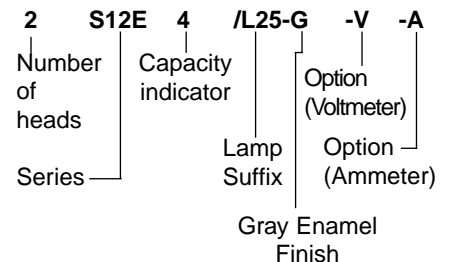 2 S12E 4 /L25-G -V -A
Number
of
heads
Capacity
indicator
Option
(Voltmeter)
Series
Lamp
Suffix
Option
(Ammeter)
Gray Enamel
Finish